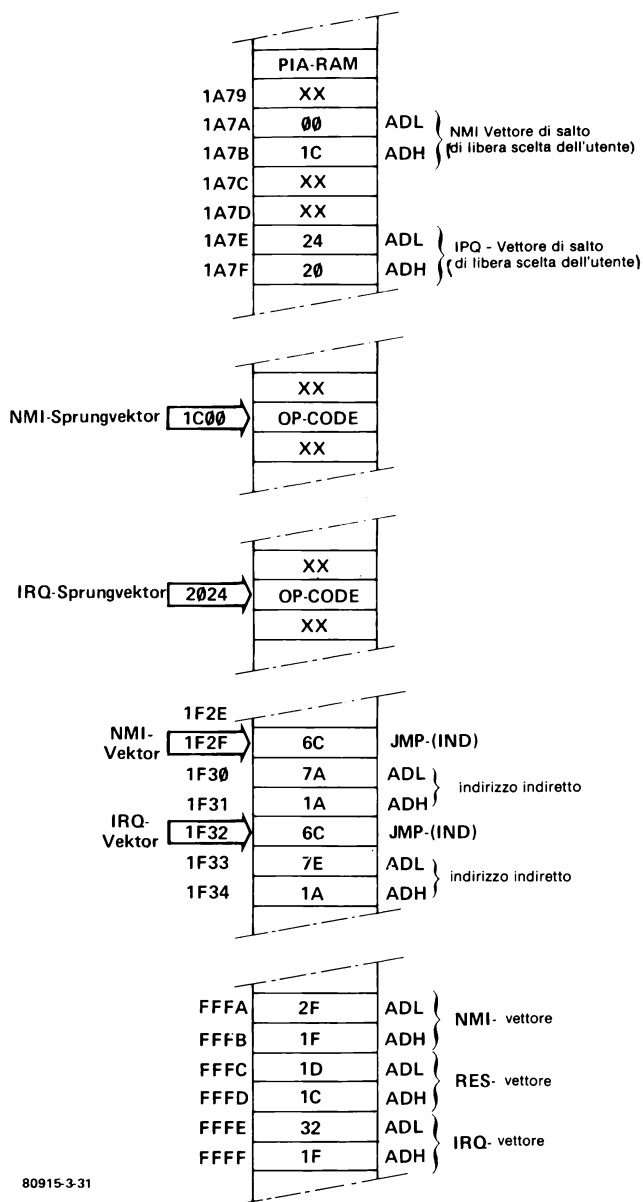 PIA-RAM
1A79 XX
1A7A 00 ADL
1A7B 1C ADH
NMI Vettore di salto
(di libera scelta dell'utente)
1A7C XX
1A7D XX
1A7E 24 ADL
1A7F 20 ADH
IPQ - Vettore di salto
(di libera scelta dell'utente)
XX
NMI-Sprungvektor 1C00 OP-CODE
XX
XX
IRQ-Sprungvektor 2024 OP-CODE
XX
1F2E
NMI-Vektor 1F2F 6C JMP-(IND)
1F30 7A ADL
1F31 1A ADH
indirizzo indiretto
IRQ-Vektor 1F32 6C JMP-(IND)
1F33 7E ADL
1F34 1A ADH
indirizzo indiretto
FFFA 2F ADL
FFFB 1F ADH
NMI- vettore
FFFC 1D ADL
FFFD 1C ADH
RES- vettore
FFFE 32 ADL
FFFF 1F ADH
IRQ- vettore
80915-3-31